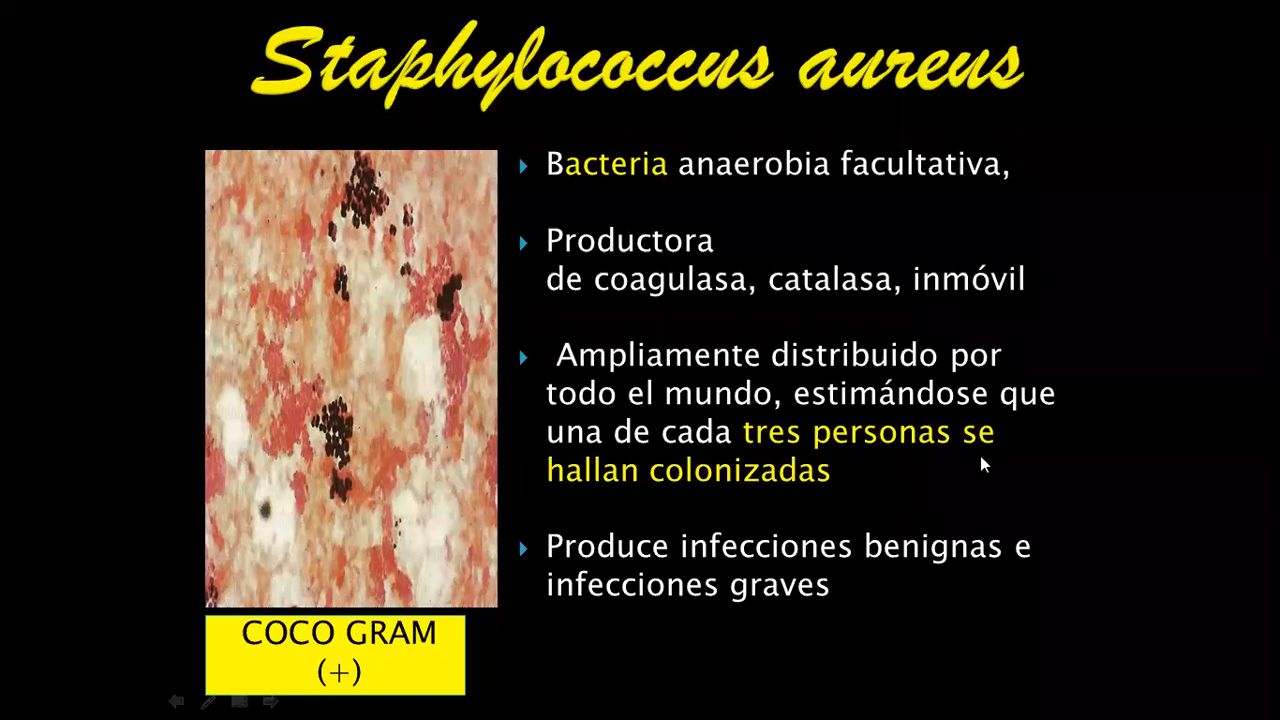 Staphylococcus aureus
Bacteria anaerobia facultativa,
Productora
de coagulasa, catalasa, inmóvil
Ampliamente distribuido por
todo el mundo, estimándose que
una de cada tres personas se
hallan colonizadas
Produce infecciones benignas e
infecciones graves
COCO GRAM
(+)